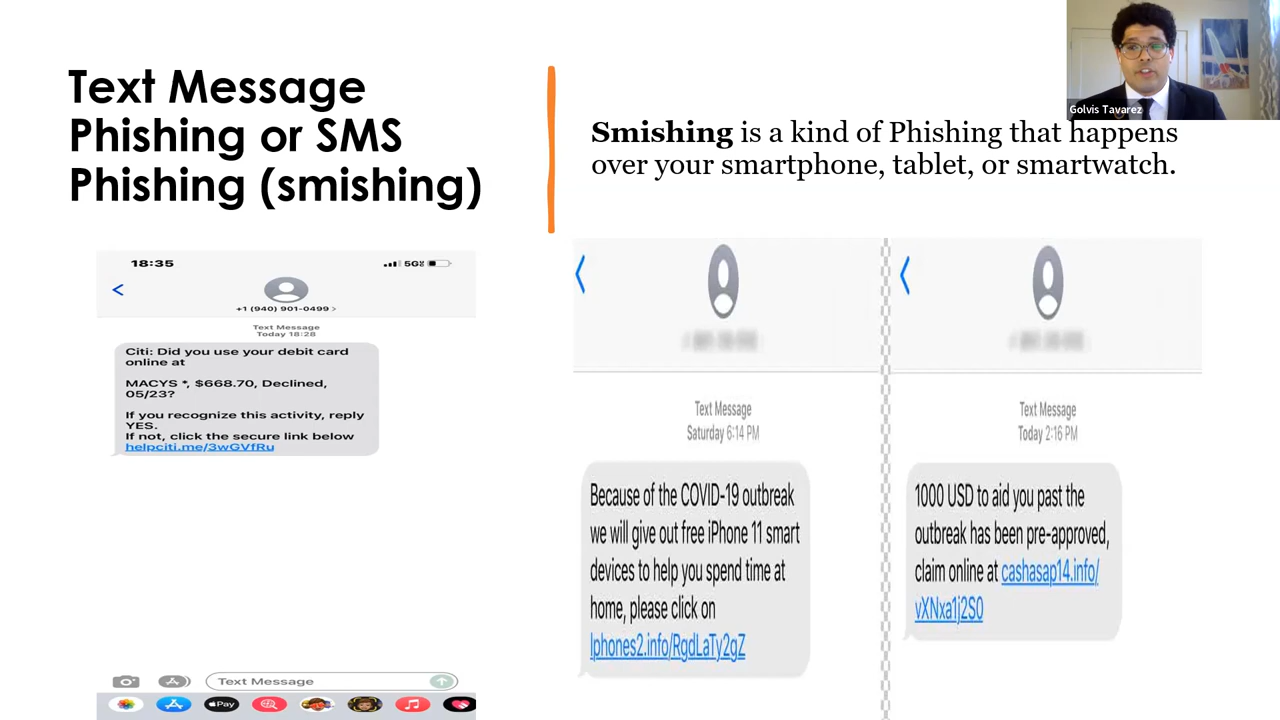 Text Message
Phishing or SMS
Phishing (smishing)
Golvis Tavarez
Smishing is a kind of Phishing that happens
over your smartphone, tablet, or smartwatch.
18:35
5G
+1 (940) 901-0499 >
Text Message
Today 18:28
Citi: Did you use your debit card
online at
MACYS *, $668.70, Declined,
05/23?
If you recognize this activity, reply
YES.
If not, click the secure link below
helpciti.me/3wGVfRu
Text Message
Pay
Text Message
Saturday 6:14 PM
Because of the COVID-19 outbreak
we will give out free iPhone 11 smart
devices to help you spend time at
home, please click on
Iphones2.info/RgdLaTy2gZ
Text Message
Today 2:16 PM
1000 USD to aid you past the
outbreak has been pre-approved,
claim online at cashasap14.info/
vXNxa1j2S0